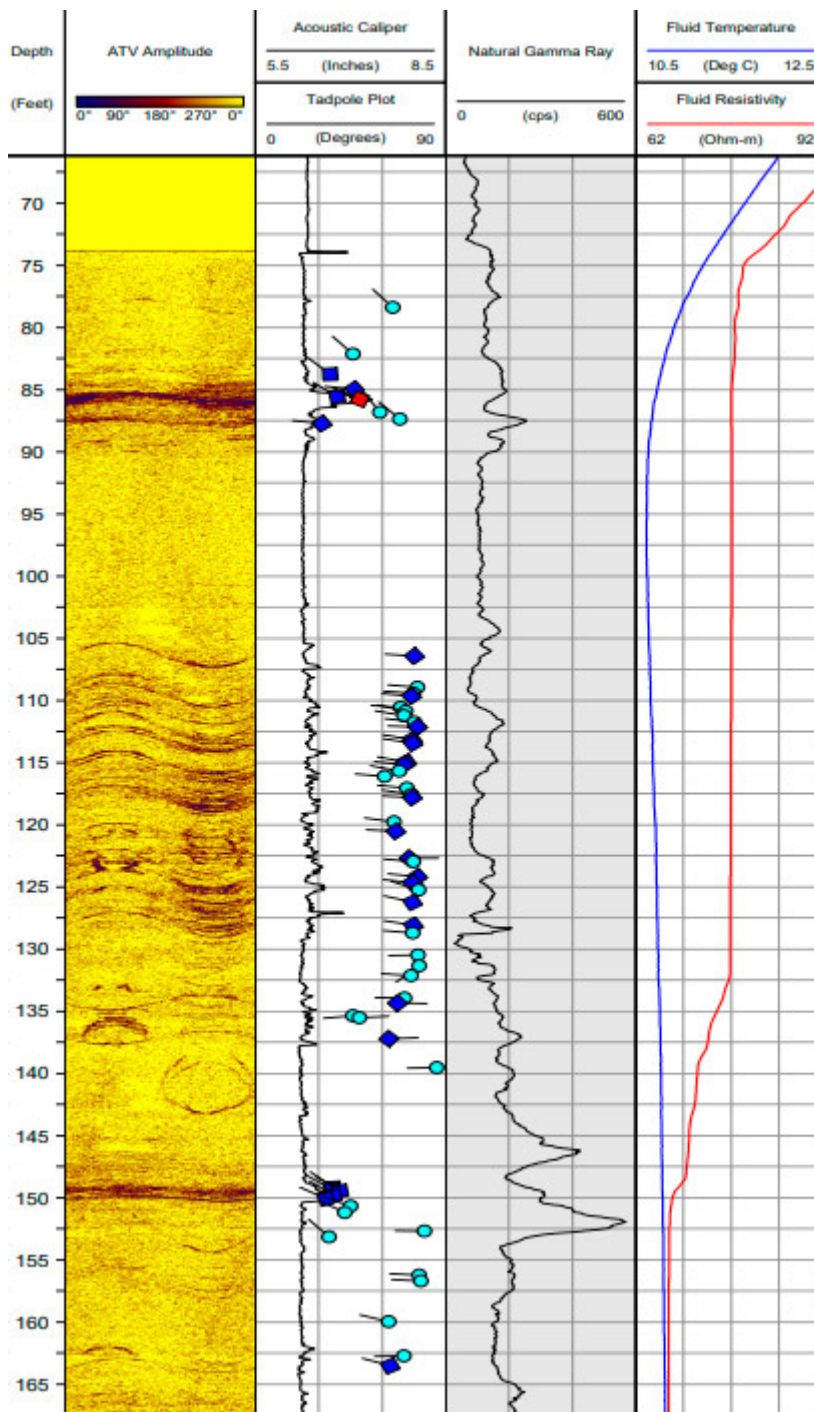 Depth
(Feet)
ATV Amplitude
0° 90° 180° 270° 0°
Acoustic Caliper
5.5 (Inches) 8.5
Tadpole Plot
0 (Degrees) 90
Natural Gamma Ray
0 (cps) 600
Fluid Temperature
10.5 (Deg C) 12.5
Fluid Resistivity
62 (Ohm-m) 92
70
75
80
85
90
95
100
105
110
115
120
125
130
135
140
145
150
155
160
165